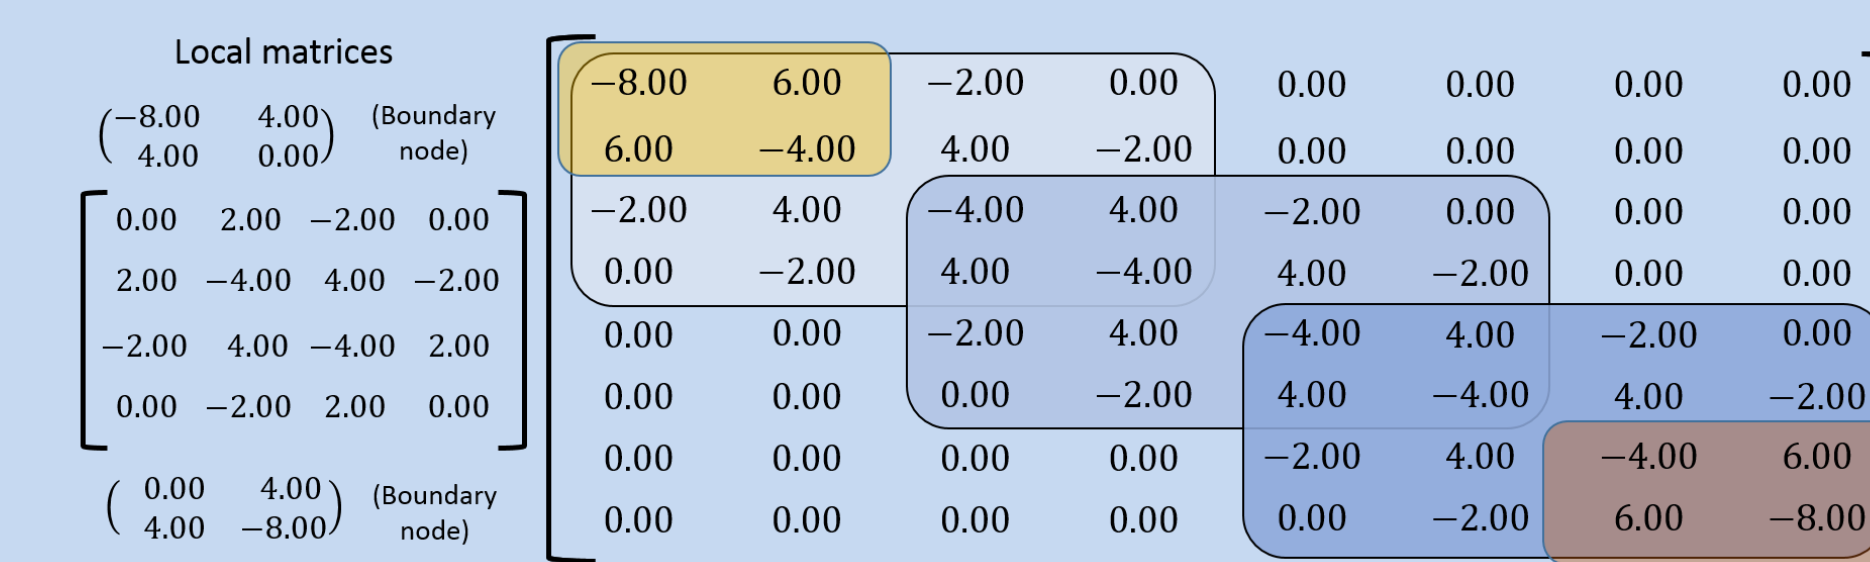 Local matrices
(−8.00 4.00
4.00 0.00) (Boundary node)
0.00 2.00 −2.00 0.00
2.00 −4.00 4.00 −2.00
−2.00 4.00 −4.00 2.00
0.00 −2.00 2.00 0.00
(0.00 4.00
4.00 −8.00) (Boundary node)
−8.00 6.00 −2.00 0.00 0.00 0.00 0.00 0.00
6.00 −4.00 4.00 −2.00 0.00 0.00 0.00 0.00
−2.00 4.00 −4.00 4.00 −2.00 0.00 0.00 0.00
0.00 −2.00 4.00 −4.00 4.00 −2.00 0.00 0.00
0.00 0.00 −2.00 4.00 −4.00 4.00 −2.00 0.00
0.00 0.00 0.00 −2.00 4.00 −4.00 4.00 −2.00
0.00 0.00 0.00 0.00 −2.00 4.00 −4.00 6.00
0.00 0.00 0.00 0.00 0.00 −2.00 6.00 −8.00